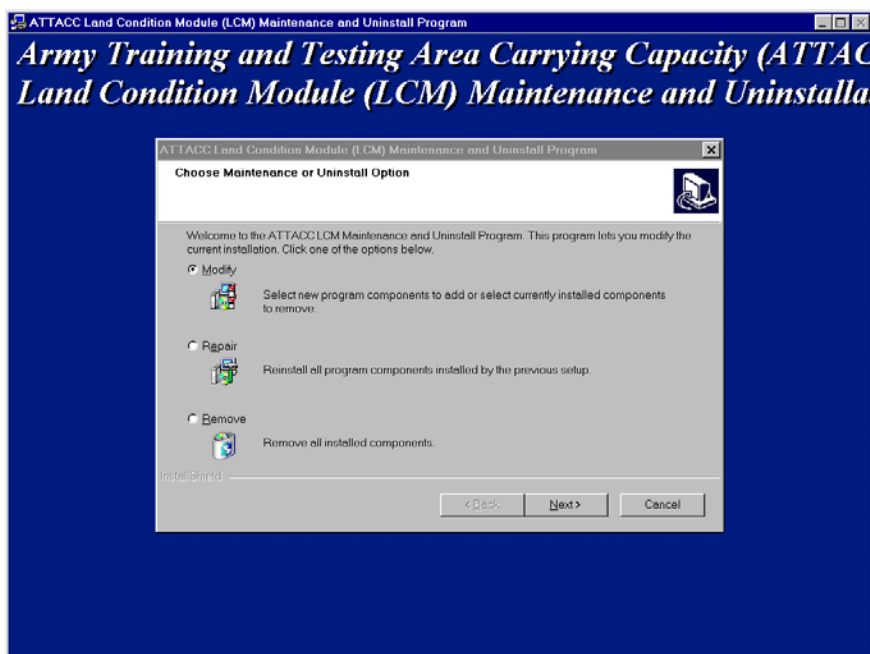 ATTACC Land Condition Module (LCM) Maintenance and Uninstall Program
Army Training and Testing Area Carrying Capacity (ATTAC
Land Condition Module (LCM) Maintenance and Uninstalla
ATTACC Land Condition Module (LCM) Maintenance and Uninstall Program
Choose Maintenance or Uninstall Option
Welcome to the ATTACC LCM Maintenance and Uninstall Program. This program lets you modify the
current installation. Click one of the options below.
Modify
Select new program components to add or select currently installed components
to remove.
Repair
Reinstall all program components installed by the previous setup.
Remove
Remove all installed components.
InstallShield
< Back
Next >
Cancel